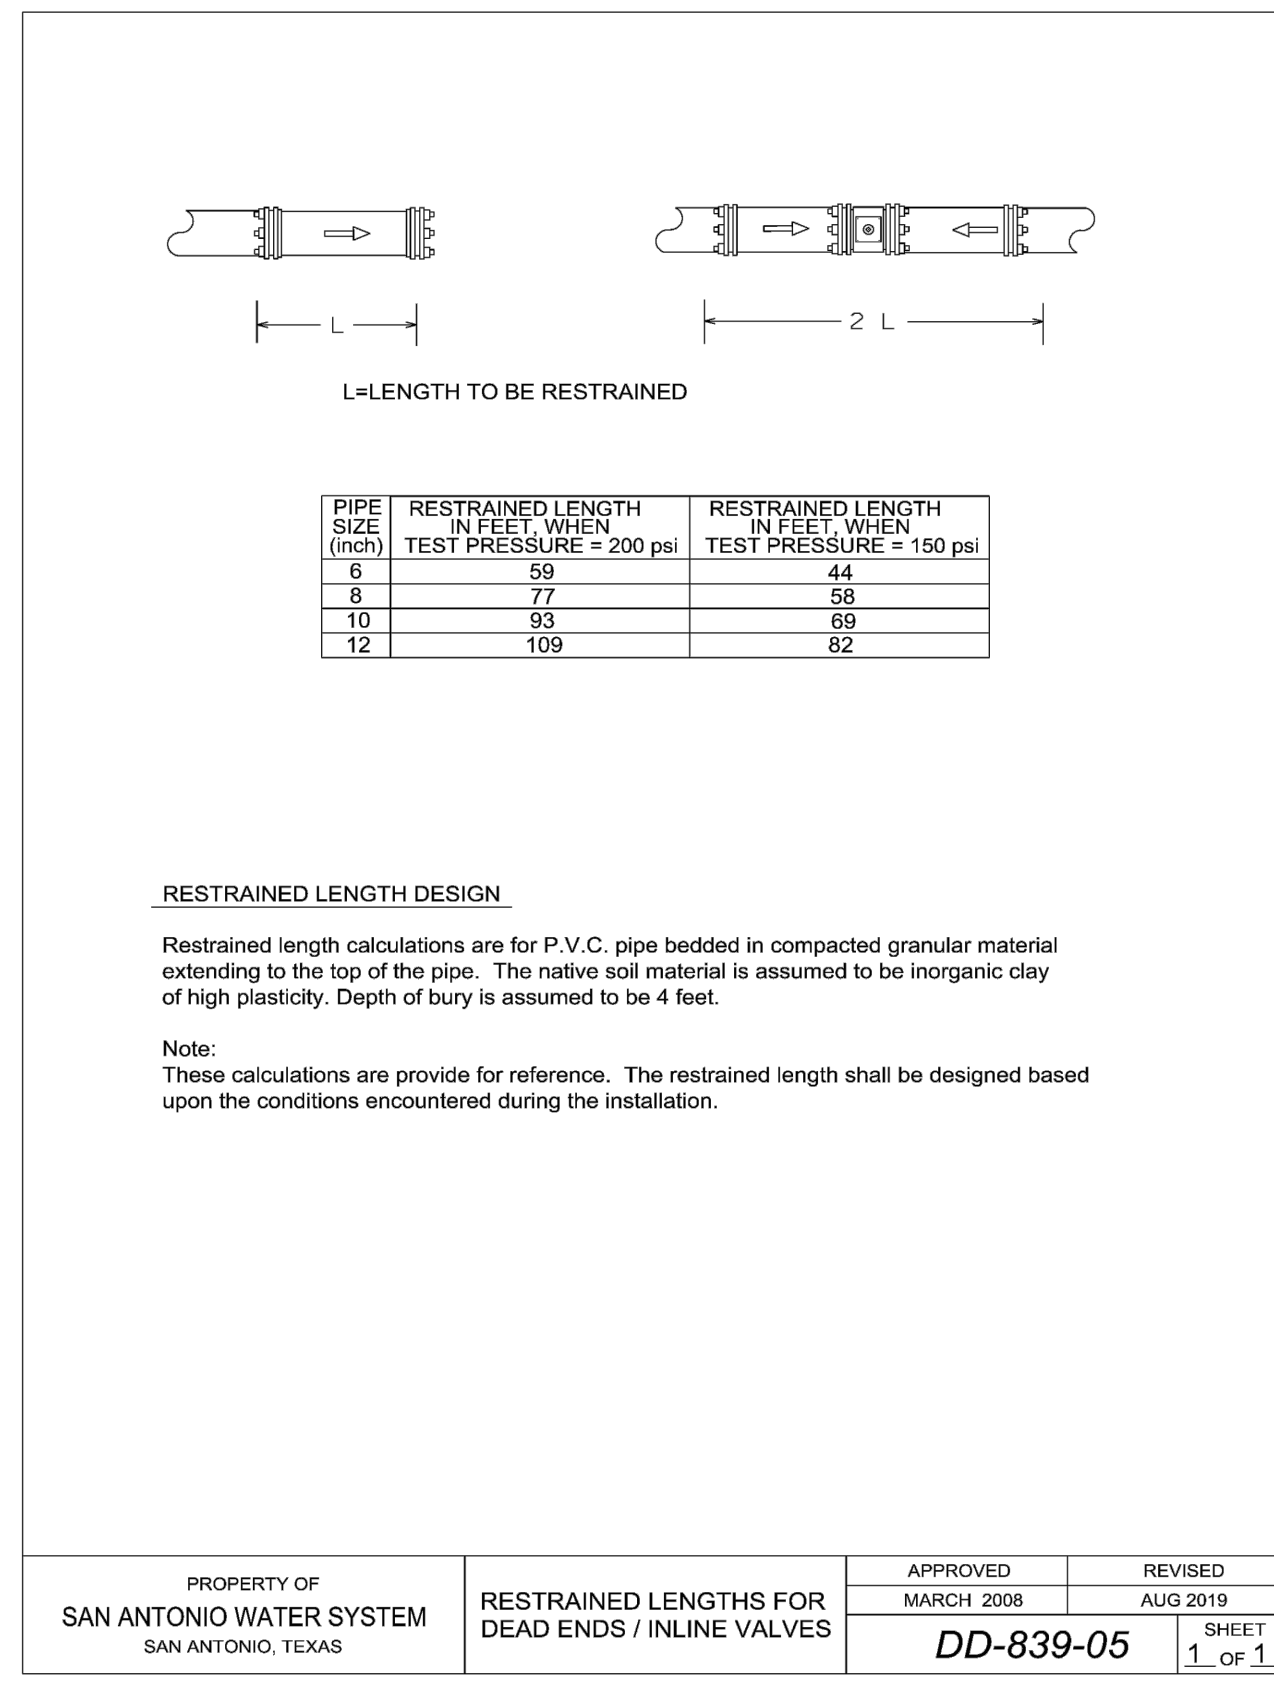 L
2 L
L=LENGTH TO BE RESTRAINED
PIPE SIZE (inch) RESTRAINED LENGTH IN FEET, WHEN TEST PRESSURE = 200 psi RESTRAINED LENGTH IN FEET, WHEN TEST PRESSURE = 150 psi
6 59 44
8 77 58
10 93 69
12 109 82
RESTRAINED LENGTH DESIGN
Restrained length calculations are for P.V.C. pipe bedded in compacted granular material
extending to the top of the pipe. The native soil material is assumed to be inorganic clay
of high plasticity. Depth of bury is assumed to be 4 feet.
Note:
These calculations are provide for reference. The restrained length shall be designed based
upon the conditions encountered during the installation.
PROPERTY OF
SAN ANTONIO WATER SYSTEM
SAN ANTONIO, TEXAS
RESTRAINED LENGTHS FOR
DEAD ENDS / INLINE VALVES
APPROVED REVISED
MARCH 2008 AUG 2019
DD-839-05
SHEET
1 OF 1